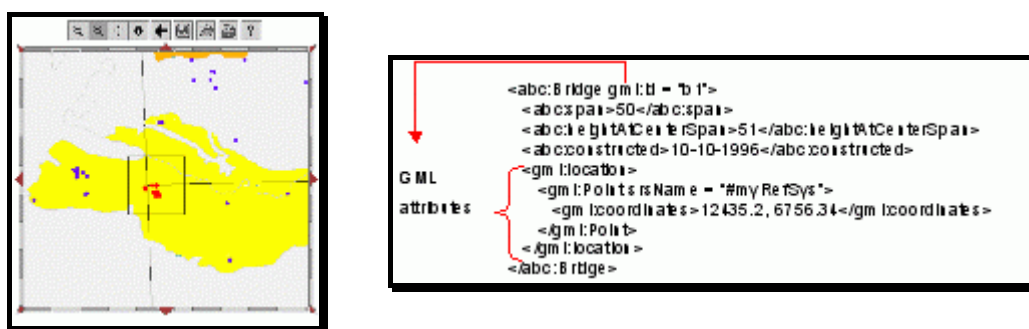 ?
<abc:Bridge gml:id = "b1">
<abc:span>50</abc:span>
<abc:heightAtCenterSpan>51</abc:heightAtCenterSpan>
<abc:constructed>10-10-1996</abc:constructed>
<gml:location>
GML
<gml:Point srsName = "#myRefSys">
attributes
<gml:coordinates>12435.2, 6756.34</gml:coordinates>
</gml:Point>
</gml:location>
</abc:Bridge>